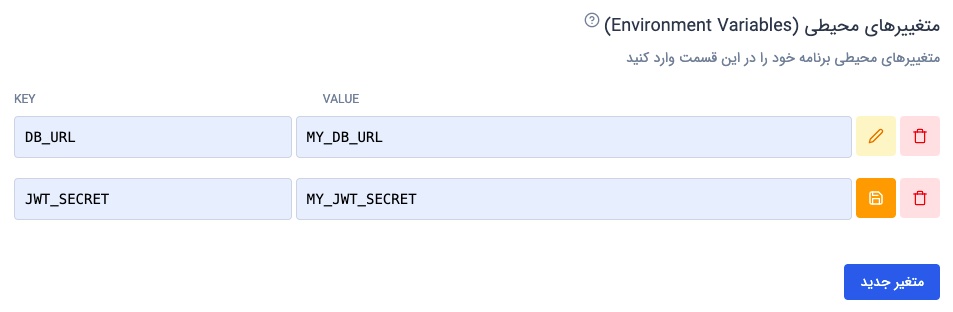 متغییرهای محیطی (Environment Variables)
متغییرهای محیطی برنامه خود را در این قسمت وارد کنید
KEY VALUE
DB_URL MY_DB_URL
JWT_SECRET MY_JWT_SECRET
متغیر جدید